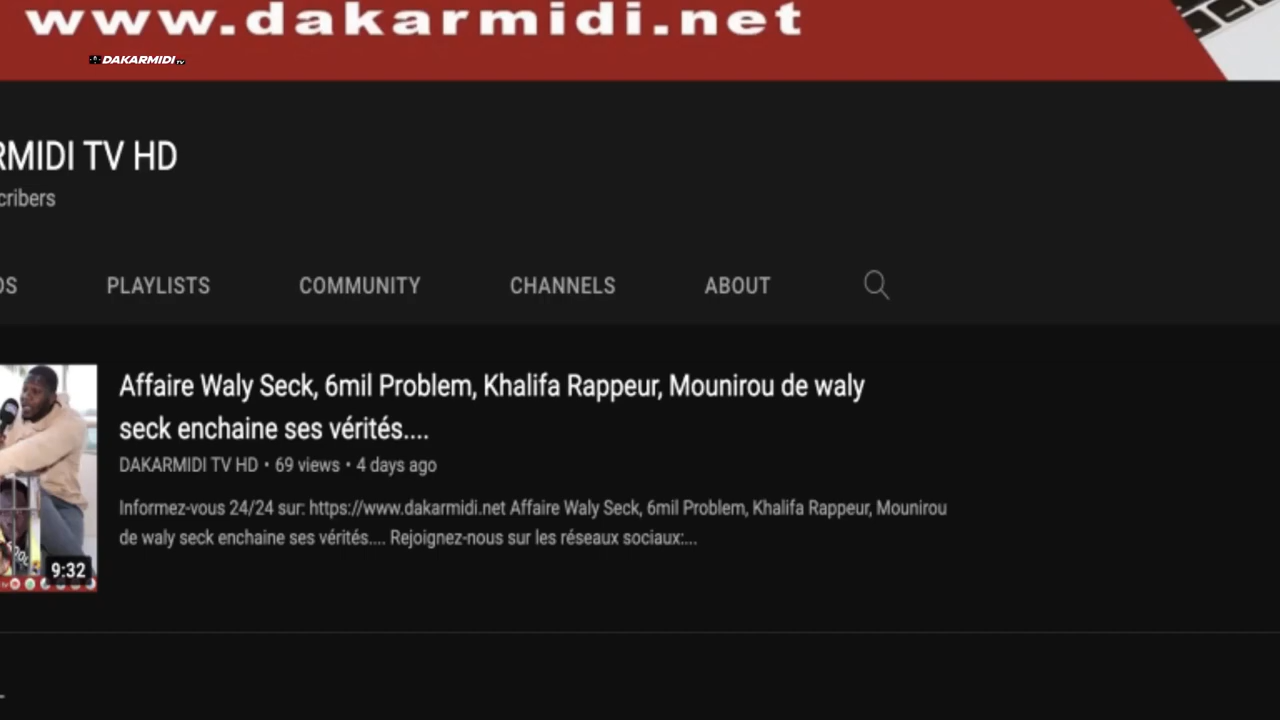 www.dakarmidi.net
DAKARMIDI TV
RMIDI TV HD
cribers
OS
PLAYLISTS
COMMUNITY
CHANNELS
ABOUT
Affaire Waly Seck, 6mil Problem, Khalifa Rappeur, Mounirou de waly
seck enchaine ses vérités....
DAKARMIDI TV HD • 69 views • 4 days ago
Informez-vous 24/24 sur: https://www.dakarmidi.net Affaire Waly Seck, 6mil Problem, Khalifa Rappeur, Mounirou
de waly seck enchaine ses vérités.... Rejoignez-nous sur les réseaux sociaux:...
9:32